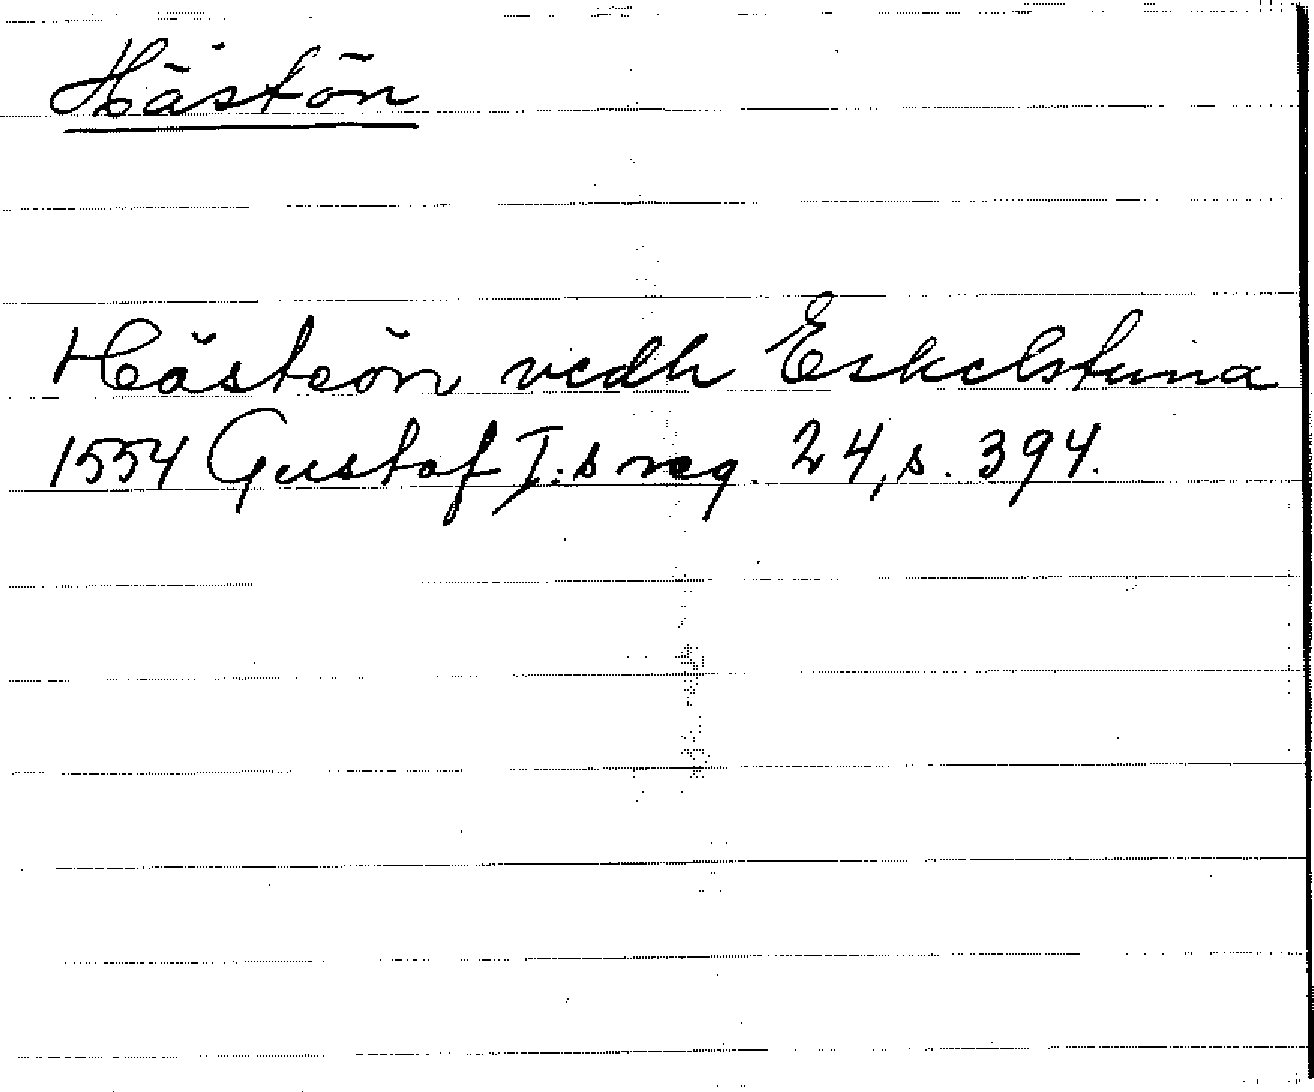 Hästön
Hästeön vedh Eskelstuna
1554 Gustaf I:s reg. 24, s. 394.